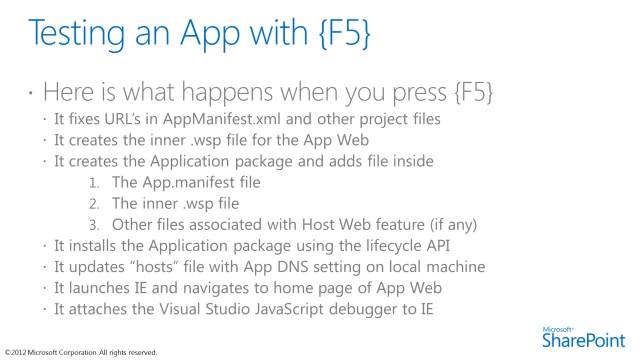 Testing an App with {F5}
· Here is what happens when you press {F5}
· It fixes URL's in AppManifest.xml and other project files
· It creates the inner .wsp file for the App Web
· It creates the Application package and adds file inside
1. The App.manifest file
2. The inner .wsp file
3. Other files associated with Host Web feature (if any)
· It installs the Application package using the lifecycle API
· It updates "hosts" file with App DNS setting on local machine
· It launches IE and navigates to home page of App Web
· It attaches the Visual Studio JavaScript debugger to IE
©2012 Microsoft Corporation. All rights reserved.
Microsoft®
SharePoint